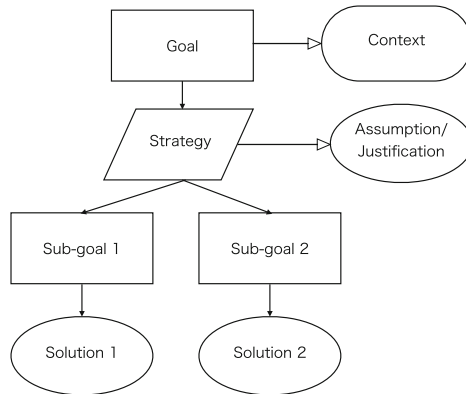 Goal
Context
Strategy
Assumption/
Justification
Sub-goal 1
Sub-goal 2
Solution 1
Solution 2